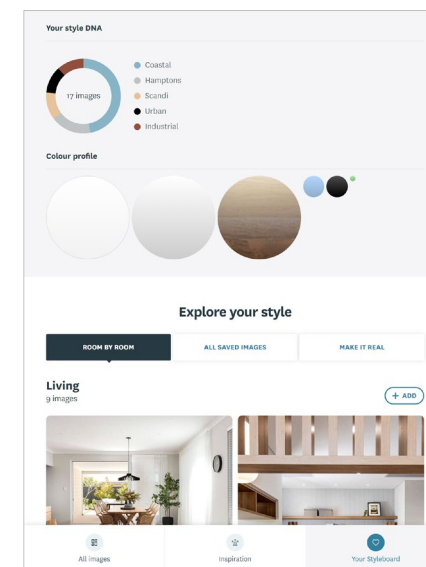 Your style DNA
17 images
Coastal
Hamptons
Scandi
Urban
Industrial
Colour profile
Explore your style
ROOM BY ROOM
ALL SAVED IMAGES
MAKE IT REAL
Living
9 images
+ ADD
All images
Inspiration
Your Styleboard